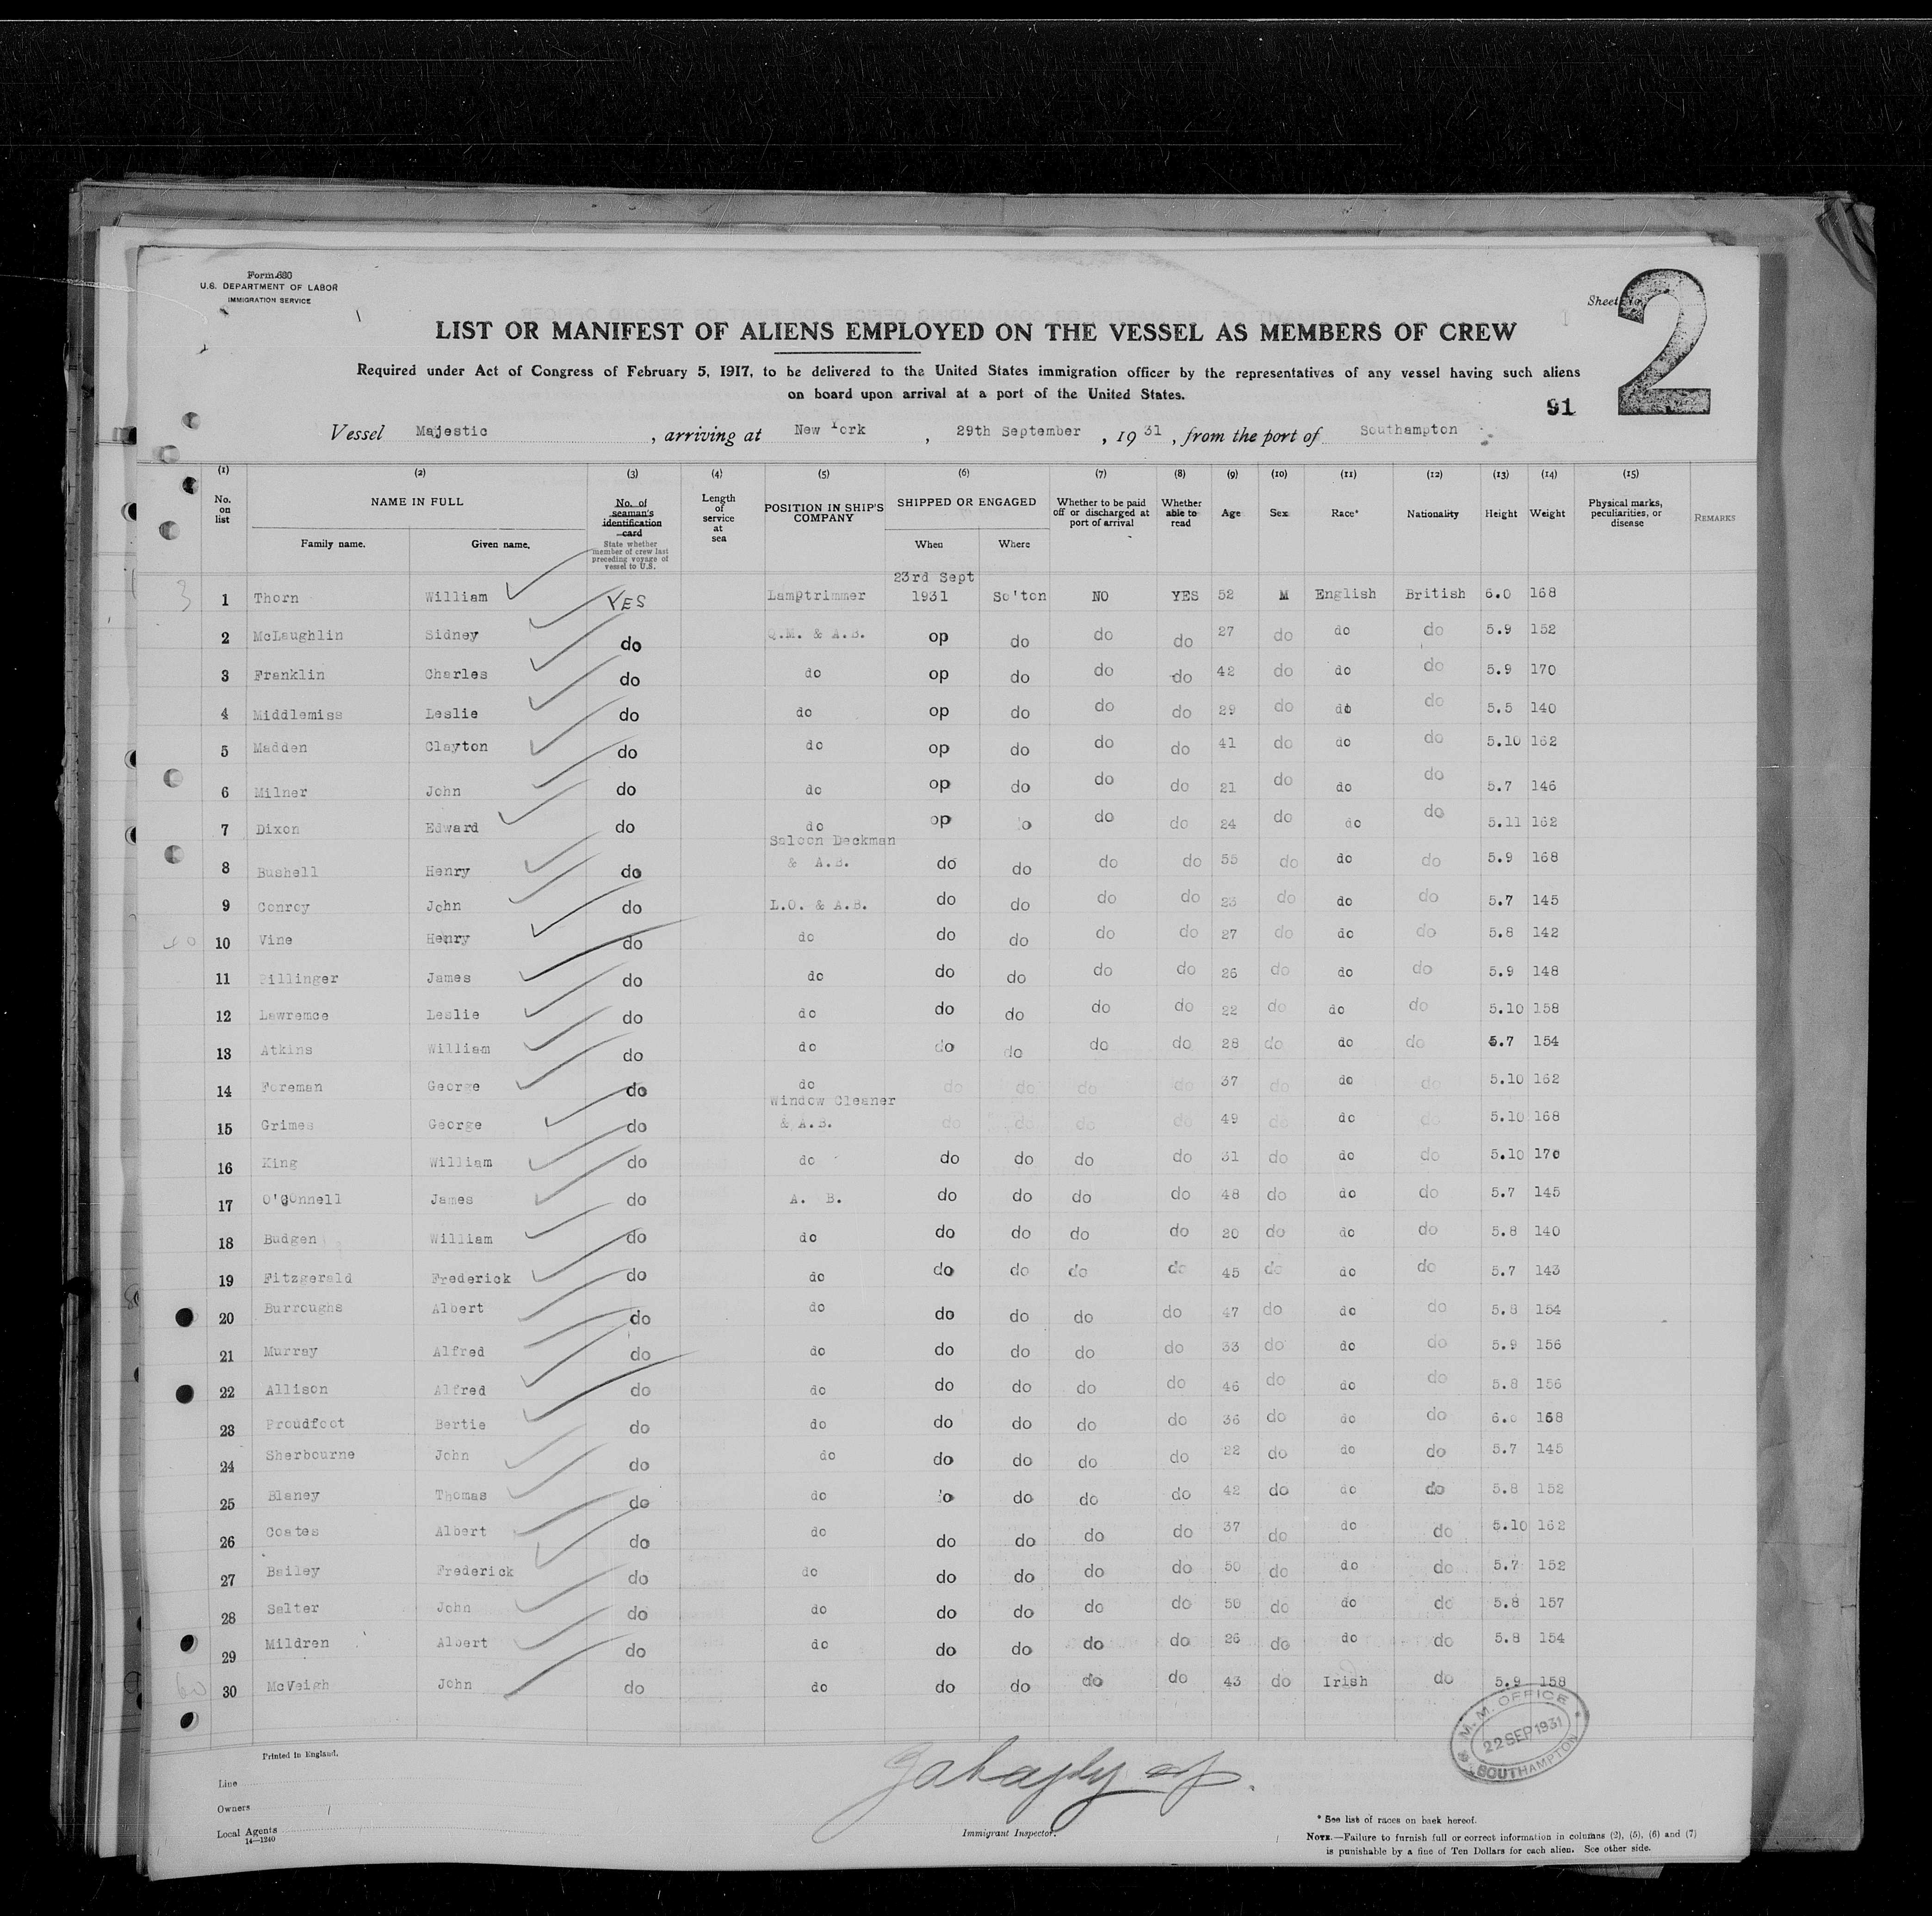 Form 680
U.S. DEPARTMENT OF LABOR
IMMIGRATION SERVICE
Sheet No.
2
LIST OR MANIFEST OF ALIENS EMPLOYED ON THE VESSEL AS MEMBERS OF CREW
Required under Act of Congress of February 5, 1917, to be delivered to the United States immigration officer by the representatives of any vessel having such aliens
on board upon arrival at a port of the United States.
91
Vessel Majestic , arriving at New York , 29th September , 19 31 , from the port of Southampton
(1) (2) (3) (4) (5) (6) (7) (8) (9) (10) (11) (12) (13) (14) (15)
No. on list NAME IN FULL Family name. Given name. No. of seaman's identification card State whether member of crew last preceding voyage of vessel to U.S. Length of service at sea POSITION IN SHIP'S COMPANY SHIPPED OR ENGAGED When Where Whether to be paid off or discharged at port of arrival Whether able to read Age Sex Race* Nationality Height Weight Physical marks, peculiarities, or disease REMARKS
23rd Sept
3 1 Thorn William YES Lamptrimmer 1931 So'ton NO YES 52 M English British 6.0 168
2 McLaughlin Sidney do Q.M. & A.B. op do do do 27 do do do 5.9 152
3 Franklin Charles do do op do do do 42 do do do 5.9 170
4 Middlemiss Leslie do do op do do do 29 do do do 5.5 140
5 Madden Clayton do do op do do do 41 do do do 5.10 162
6 Milner John do do op do do do 21 do do do 5.7 146
7 Dixon Edward do do op do do do 24 do do do 5.11 162
Saloon Deckman
8 Bushell Henry do & A.B. do do do do 55 do do do 5.9 168
9 Conroy John do L.O. & A.B. do do do do 23 do do do 5.7 145
10 Vine Henry do do do do do do 27 do do do 5.8 142
11 Pillinger James do do do do do do 26 do do do 5.9 148
12 Lawremce Leslie do do do do do do 22 do do do 5.10 158
13 Atkins William do do do do do do 28 do do do 5.7 154
14 Foreman George do do do do do do 37 do do do 5.10 162
Window Cleaner
15 Grimes George do & A.B. do do do do 49 do do do 5.10 168
16 King William do do do do do do 31 do do do 5.10 170
17 O'Connell James do A. B. do do do do 48 do do do 5.7 145
18 Budgen William do do do do do do 20 do do do 5.8 140
19 Fitzgerald Frederick do do do do do do 45 do do do 5.7 143
20 Burroughs Albert do do do do do do 47 do do do 5.8 154
21 Murray Alfred do do do do do do 33 do do do 5.9 156
22 Allison Alfred do do do do do do 46 do do do 5.8 156
23 Proudfoot Bertie do do do do do do 36 do do do 6.0 168
24 Sherbourne John do do do do do do 22 do do do 5.7 145
25 Blaney Thomas do do do do do do 42 do do do 5.8 152
26 Coates Albert do do do do do do 37 do do do 5.10 162
27 Bailey Frederick do do do do do do 50 do do do 5.7 152
28 Salter John do do do do do do 50 do do do 5.8 157
29 Mildren Albert do do do do do do 26 do do do 5.8 154
60 30 McVeigh John do do do do do do 43 do Irish do 5.9 158
M.M. OFFICE
22 SEP 1931
SOUTHAMPTON
Printed in England.
Line
Owners
Local Agents
14—1240
Immigrant Inspector.
* See list of races on back hereof.
NOTE.—Failure to furnish full or correct information in columns (2), (5), (6) and (7)
is punishable by a fine of Ten Dollars for each alien. See other side.